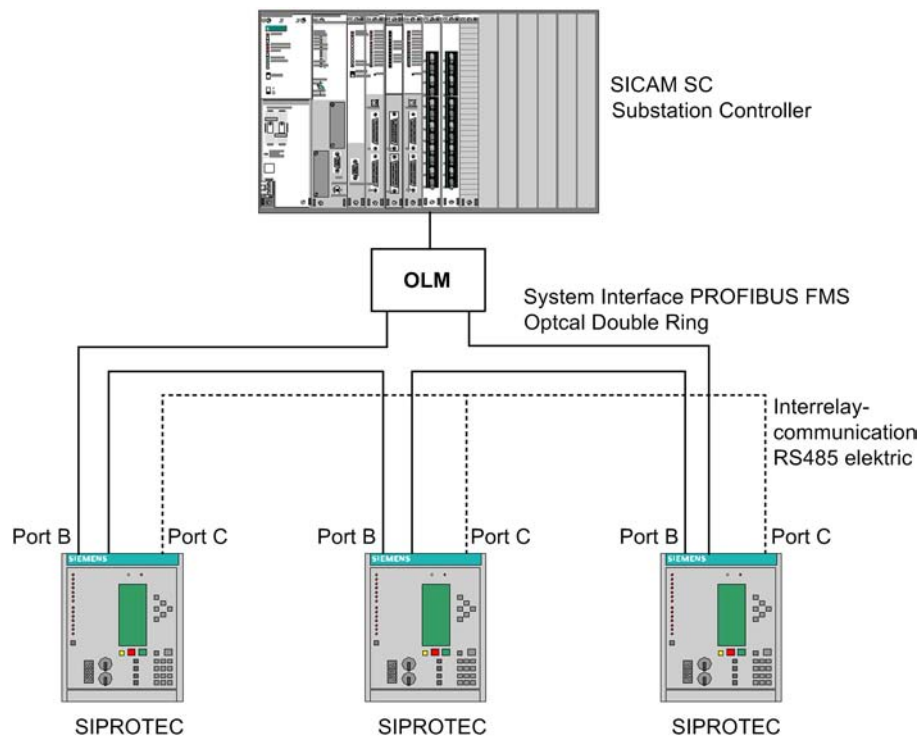 SICAM SC
Substation Controller
OLM
System Interface PROFIBUS FMS
Optcal Double Ring
Interrelay-
communication
RS485 elektric
Port B
Port C
Port B
Port C
Port B
Port C
SIEMENS
SIEMENS
SIEMENS
SIPROTEC
SIPROTEC
SIPROTEC